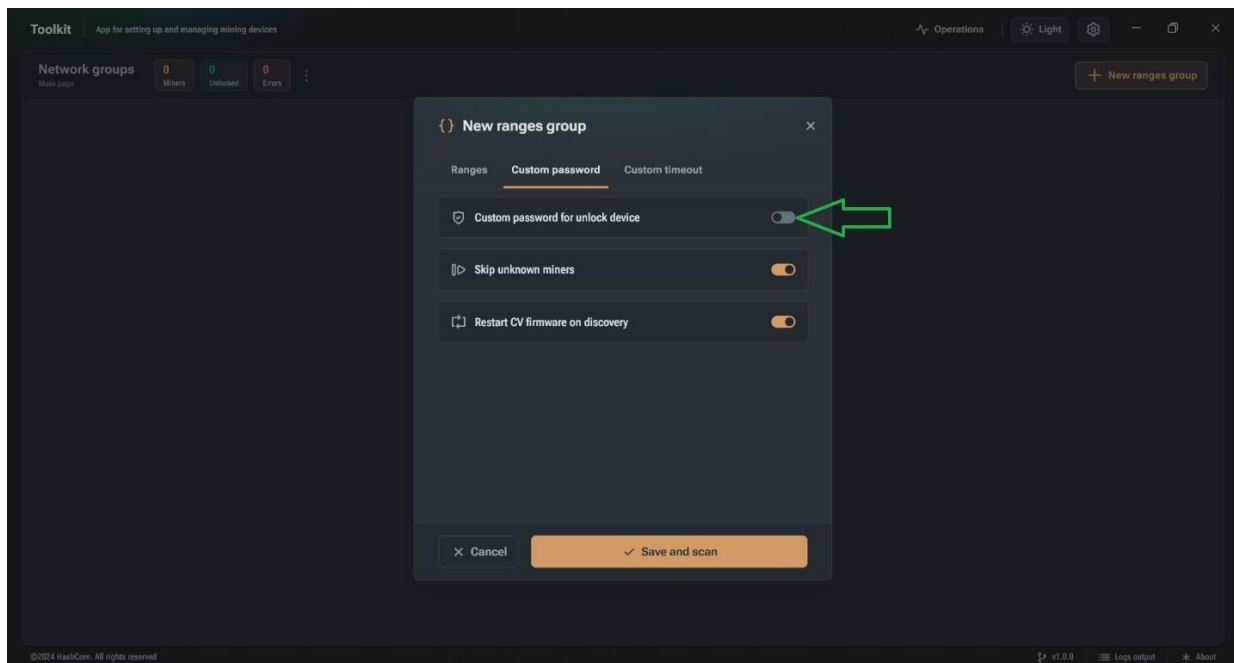 Toolkit App for setting up and managing mining devices Operations Light
Network groups 0 0 0 New ranges group
Main page Miners Unlocked Errors
New ranges group
Ranges Custom password Custom timeout
Custom password for unlock device
Skip unknown miners
Restart CV firmware on discovery
Cancel Save and scan
©2024 HashCore. All rights reserved v1.0.0 Logs output About